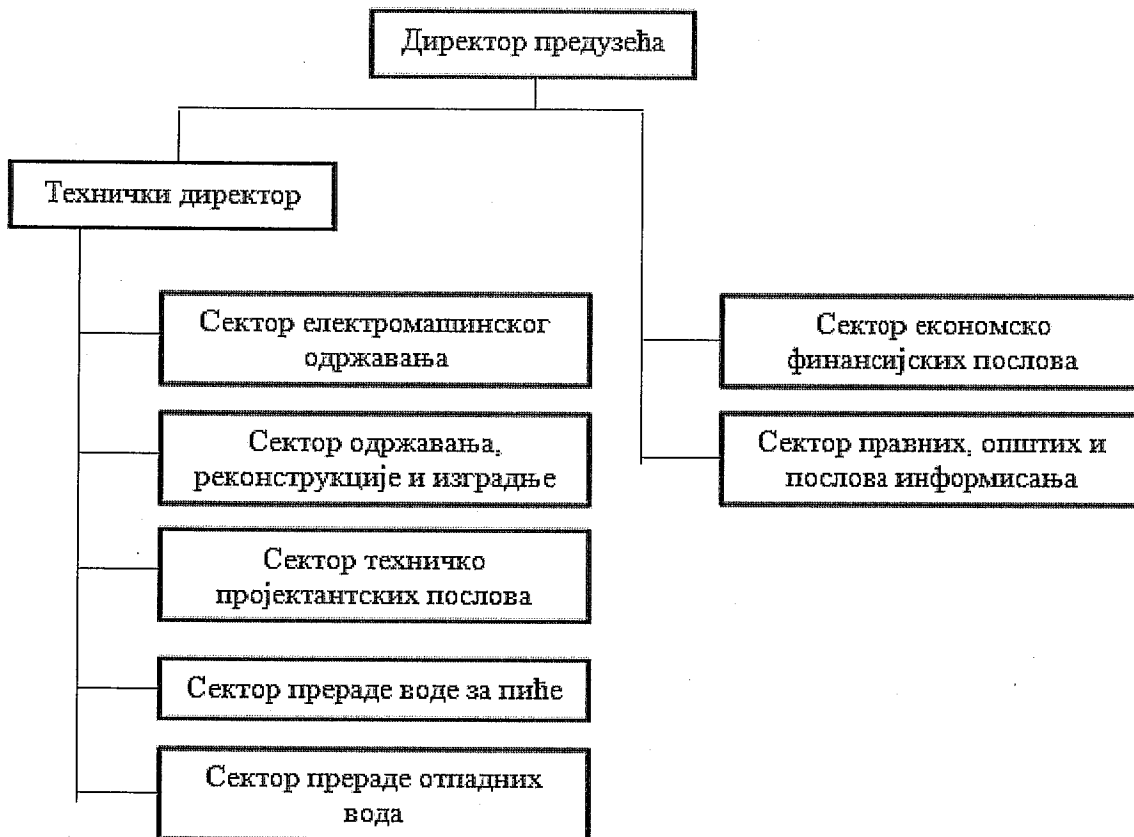 Директор предузећа
Технички директор
Сектор електромашинског
одржавања
Сектор одржавања,
реконструкције и изградње
Сектор техничко
пројектантских послова
Сектор прераде воде за пиће
Сектор прераде отпадних
вода
Сектор економско
финансијских послова
Сектор правних, општих и
послова информисања